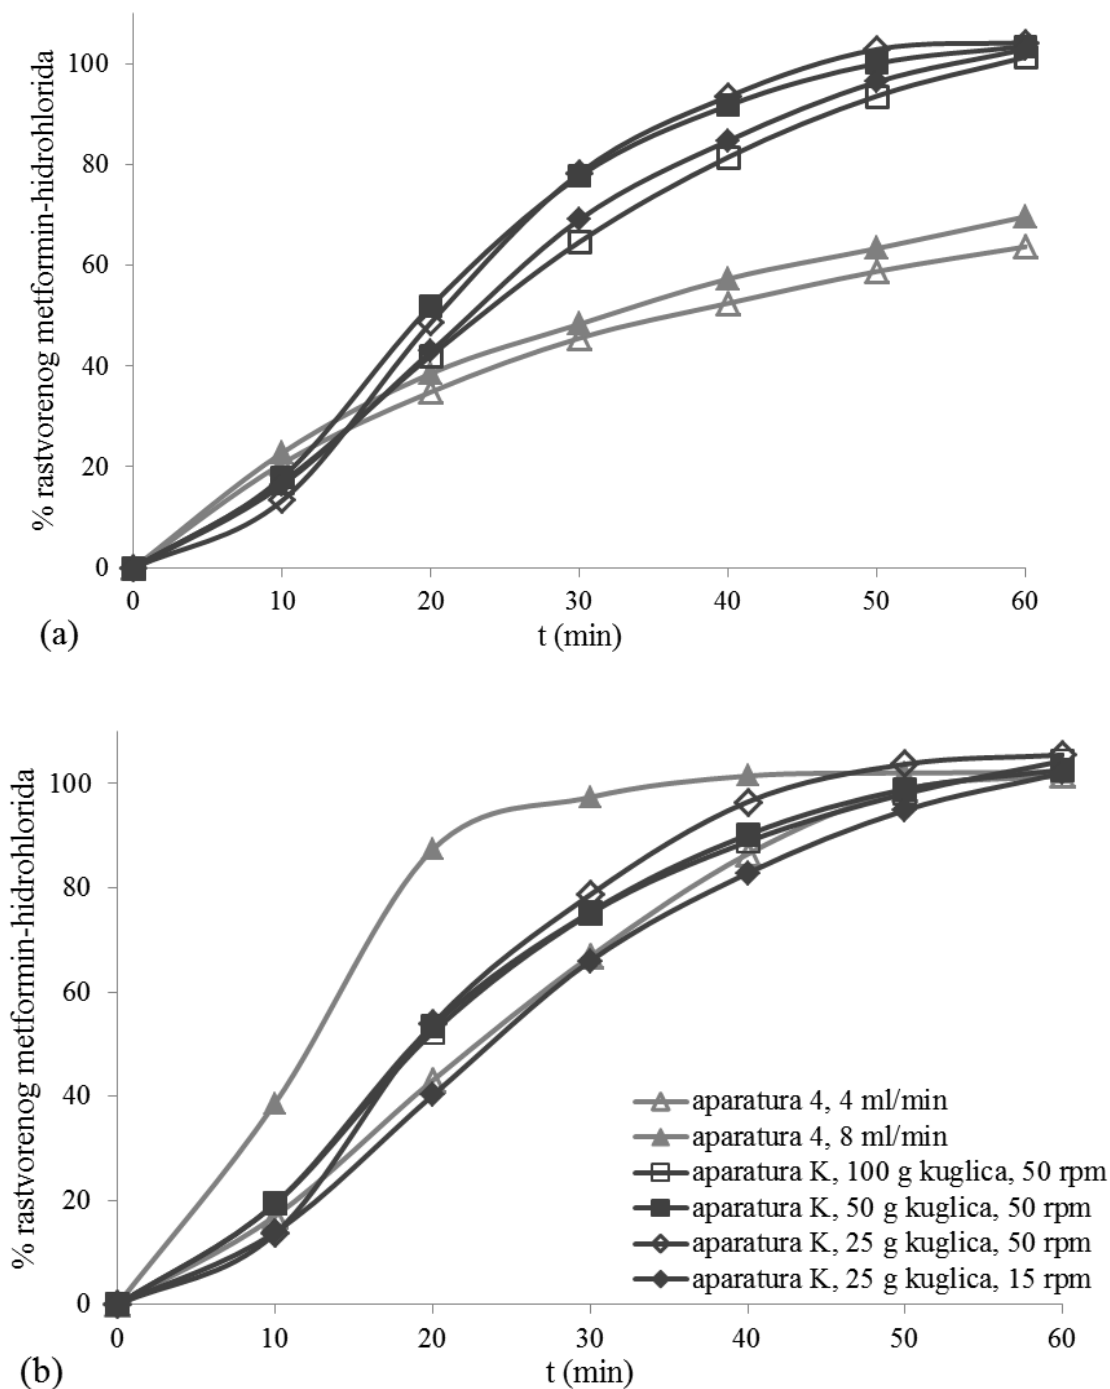 % rastvorenog metformin-hidrohlorida
100
80
60
40
20
0
0 10 20 30 40 50 60
t (min)
(a)
% rastvorenog metformin-hidrohlorida
100
80
60
40
20
0
aparatura 4, 4 ml/min
aparatura 4, 8 ml/min
aparatura K, 100 g kuglica, 50 rpm
aparatura K, 50 g kuglica, 50 rpm
aparatura K, 25 g kuglica, 50 rpm
aparatura K, 25 g kuglica, 15 rpm
0 10 20 30 40 50 60
t (min)
(b)